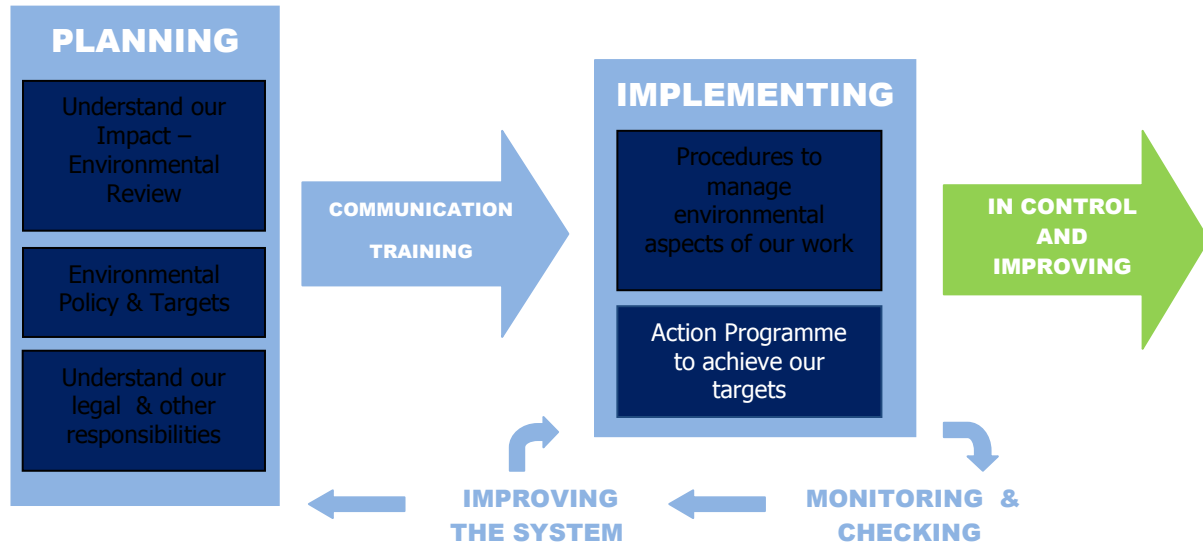 PLANNING
Understand our
Impact –
Environmental
Review
Environmental
Policy & Targets
Understand our
legal & other
responsibilities
COMMUNICATION
TRAINING
IMPLEMENTING
Procedures to
manage
environmental
aspects of our work
Action Programme
to achieve our
targets
IN CONTROL
AND
IMPROVING
IMPROVING
THE SYSTEM
MONITORING &
CHECKING